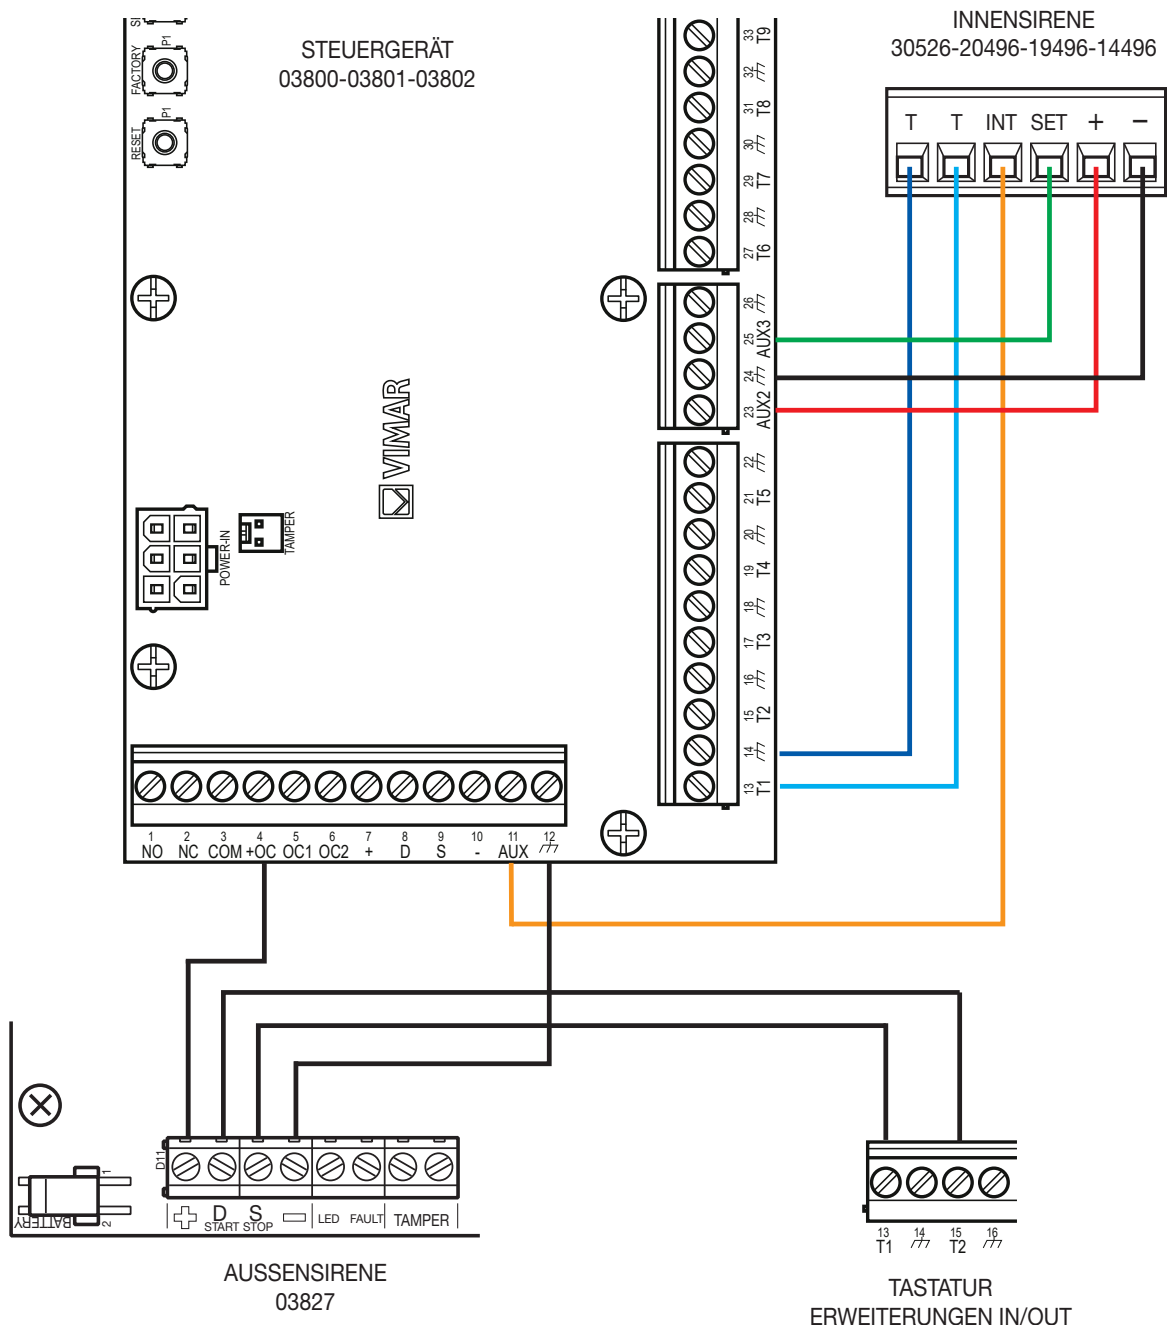 STEUERGERÄT
03800-03801-03802
INNENSIRENE
30526-20496-19496-14496
T T INT SET + −
P1
FACTORY
P1
RESET
33 T9
32
31 T8
30
29 T7
28
27 T6
26
25 AUX3
24
23 AUX2
22
21 T5
20
19 T4
18
17 T3
16
15 T2
14
13 T1
VIMAR
POWER-IN
TAMPER
1 2 3 4 5 6 7 8 9 10 11 12
NO NC COM +OC OC1 OC2 + D S - AUX
D11
BATTERY
1
2
D S
START STOP LED FAULT TAMPER
AUSSENSIRENE
03827
13 14 15 16
T1 T2
TASTATUR
ERWEITERUNGEN IN/OUT